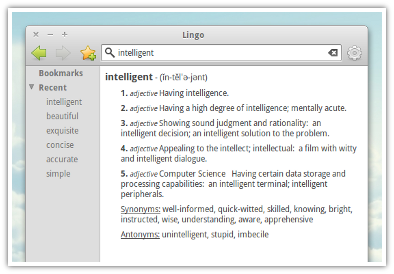 Lingo
intelligent
Bookmarks
Recent
intelligent
beautiful
exquisite
concise
accurate
simple
intelligent - (ĭn-tĕl'ə-jənt)
1. adjective Having intelligence.
2. adjective Having a high degree of intelligence; mentally acute.
3. adjective Showing sound judgment and rationality: an
intelligent decision; an intelligent solution to the problem.
4. adjective Appealing to the intellect; intellectual: a film with witty
and intelligent dialogue.
5. adjective Computer Science Having certain data storage and
processing capabilities: an intelligent terminal; intelligent
peripherals.
Synonyms: well-informed, quick-witted, skilled, knowing, bright,
instructed, wise, understanding, aware, apprehensive
Antonyms: unintelligent, stupid, imbecile